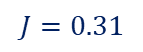 J = 0.31